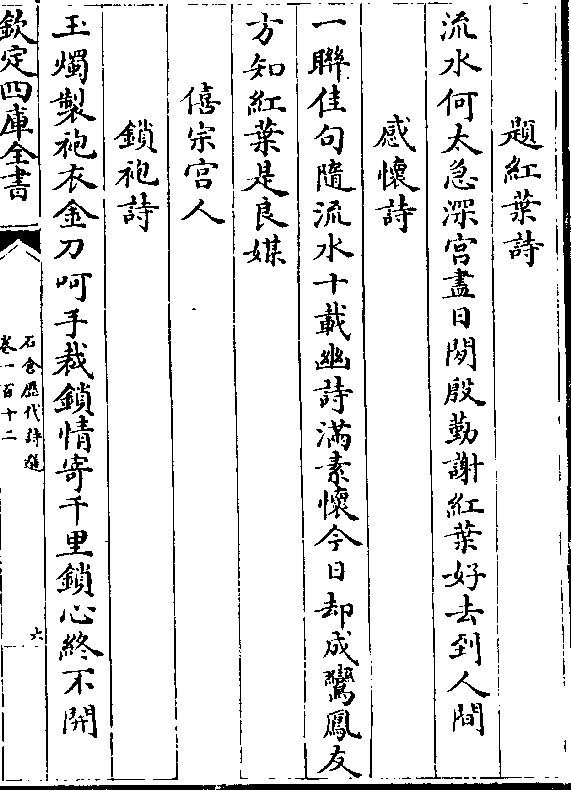 題紅葉詩
流水何太急深宮盡日閒殷勤謝紅葉好去到人間
感懷詩
一聯佳句隨流水十載幽詩滿素懷今日却成鸞鳳友
方知紅葉是良媒
僖宗宫人
鎖袍詩
玉燭製袍衣金刀呵手裁鎖情寄千里鎖心終不開
欽定四庫全書
石倉歷代詩選
卷一百十二
六